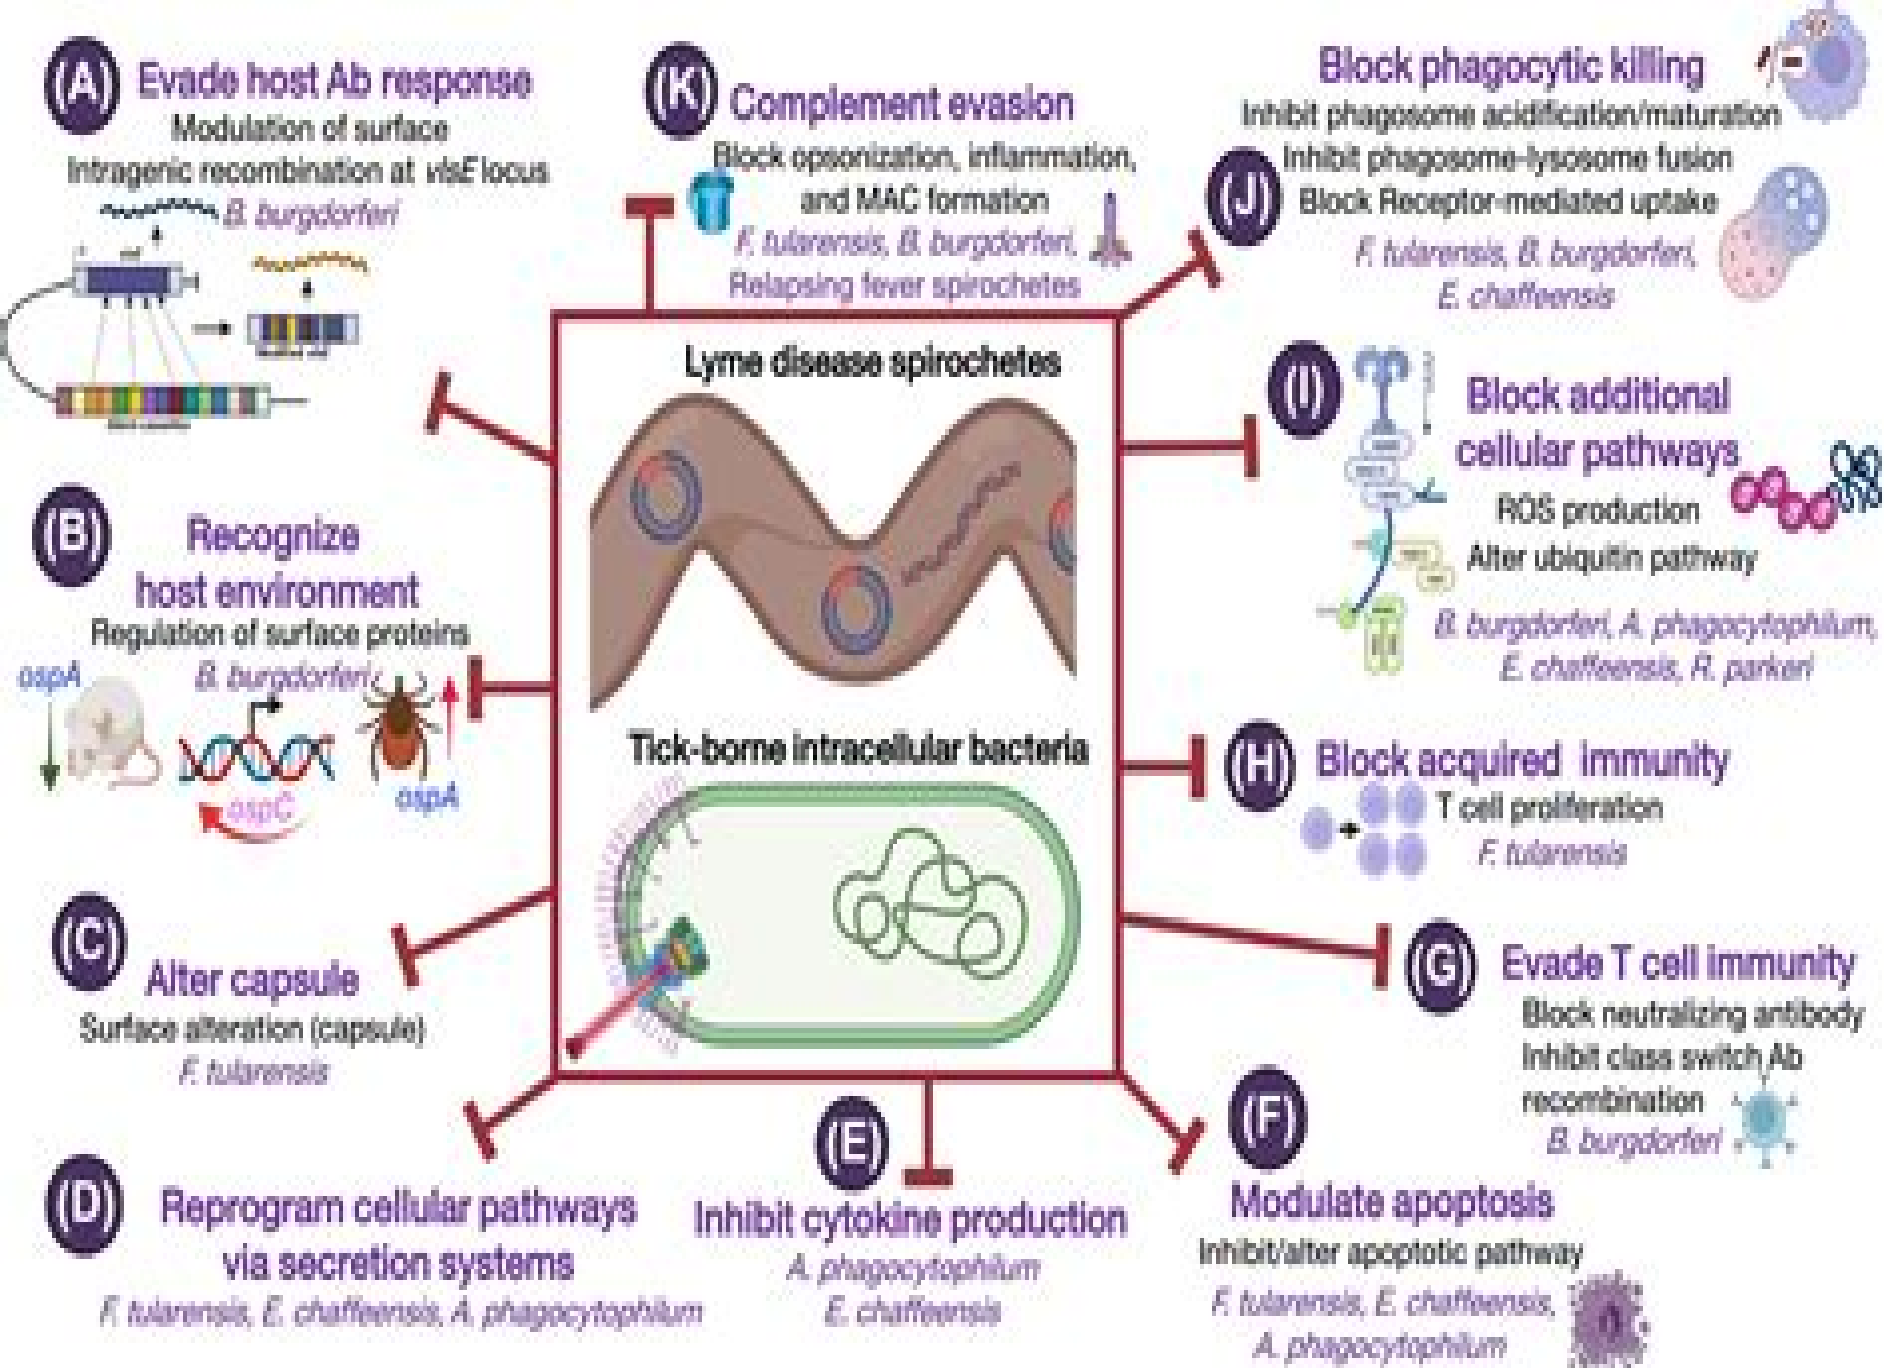 (A) Evade host Ab response
Modulation of surface
Intragenic recombination at vlsE locus
B. burgdorferi
(B) Recognize
host environment
Regulation of surface proteins
B. burgdorferi
ospA
ospC
ospA
(C) Alter capsule
Surface alteration (capsule)
F. tularensis
(D) Reprogram cellular pathways
via secretion systems
F. tularensis, E. chaffeensis, A. phagocytophilum
(E)
Inhibit cytokine production
A. phagocytophilum
E. chaffeensis
(F)
Modulate apoptosis
Inhibit/alter apoptotic pathway
F. tularensis, E. chaffeensis,
A. phagocytophilum
(G) Evade T cell immunity
Block neutralizing antibody
Inhibit class switch Ab
recombination
B. burgdorferi
(H) Block acquired immunity
T cell proliferation
F. tularensis
(I) Block additional
cellular pathways
ROS production
Alter ubiquitin pathway
B. burgdorferi, A. phagocytophilum,
E. chaffeensis, R. parkeri
(J) Block phagocytic killing
Inhibit phagosome acidification/maturation
Inhibit phagosome-lysosome fusion
Block Receptor-mediated uptake
F. tularensis, B. burgdorferi,
E. chaffeensis
(K) Complement evasion
Block opsonization, inflammation,
and MAC formation
F. tularensis, B. burgdorferi,
Relapsing fever spirochetes
Lyme disease spirochetes
Tick-borne intracellular bacteria